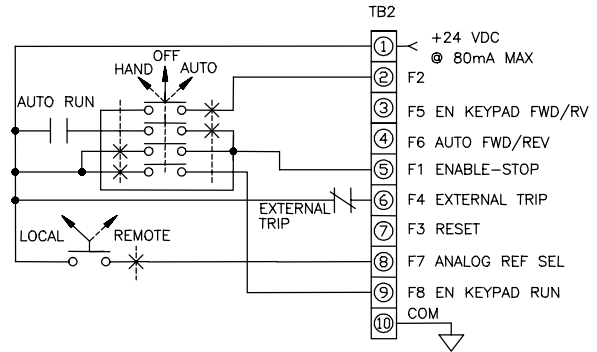 TB2
1 +24 VDC
@ 80mA MAX
OFF
HAND AUTO
2 F2
AUTO RUN
3 F5 EN KEYPAD FWD/RV
4 F6 AUTO FWD/REV
5 F1 ENABLE-STOP
6 F4 EXTERNAL TRIP
EXTERNAL
TRIP
7 F3 RESET
LOCAL REMOTE
8 F7 ANALOG REF SEL
9 F8 EN KEYPAD RUN
10 COM